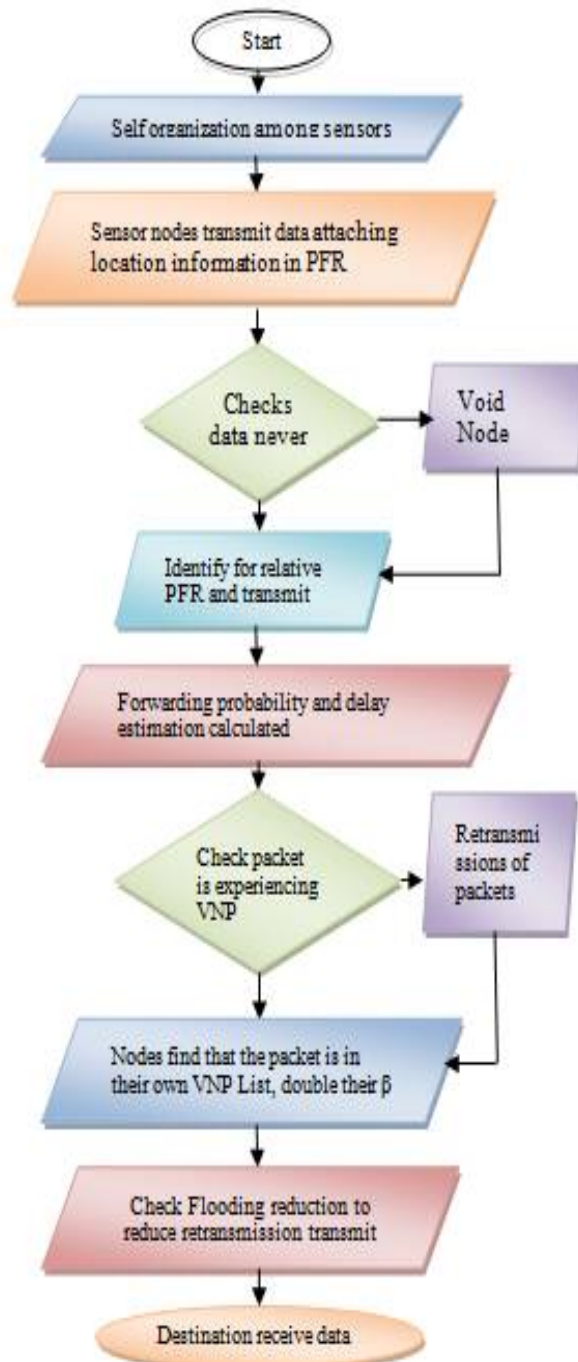 Start
Self organization among sensors
Sensor nodes transmit data attaching
location information in PFR
Checks
data never
Void
Node
Identify for relative
PFR and transmit
Forwarding probability and delay
estimation calculated
Check packet
is experiencing
VNP
Retransmi
ssions of
packets
Nodes find that the packet is in
their own VNP List, double their β
Check Flooding reduction to
reduce retransmission transmit
Destination receive data